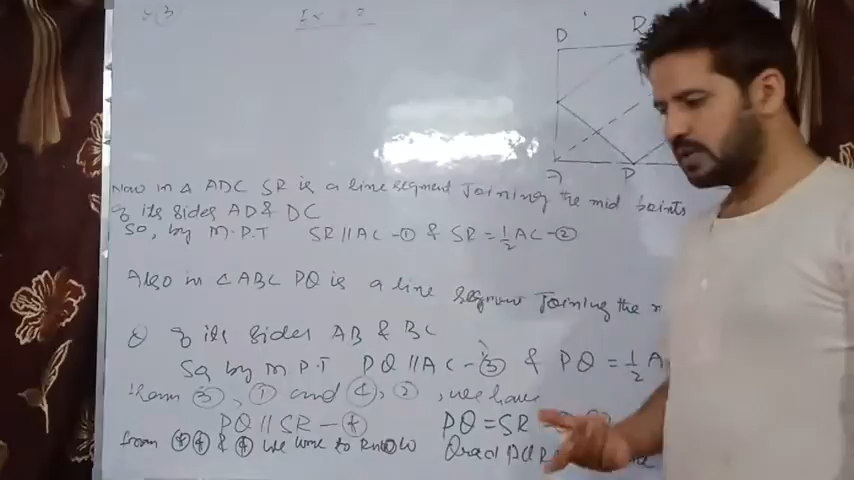 D R
P
Now in △ ADC SR is a line segment Joining the mid points
of its sides AD & DC
So, by M.P.T SR || AC - ① & SR = 1/2 AC - ②
Also in △ ABC PQ is a line segment Joining the
of its sides AB & BC
So by M P.T PQ || AC - ③ & PQ = 1/2 A
from ③, ① and ④, ② , we have
PQ || SR - (*) PQ = SR
from & (*) we come to know Quad PQR